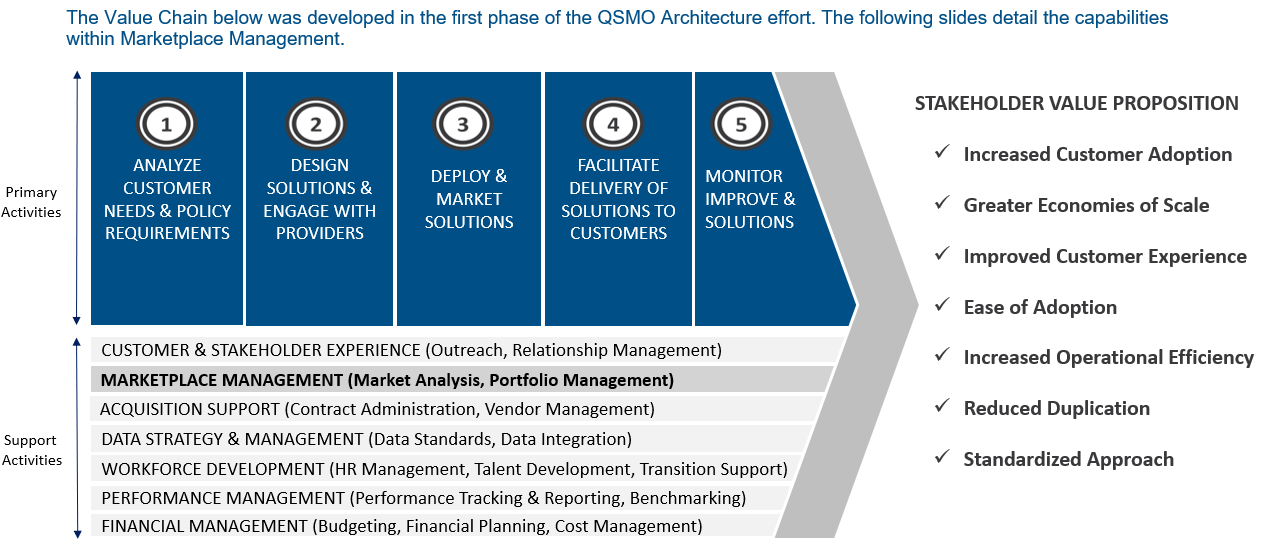 The Value Chain below was developed in the first phase of the QSMO Architecture effort. The following slides detail the capabilities
within Marketplace Management.
Primary
Activities
1
ANALYZE
CUSTOMER
NEEDS & POLICY
REQUIREMENTS
2
DESIGN
SOLUTIONS &
ENGAGE WITH
PROVIDERS
3
DEPLOY &
MARKET
SOLUTIONS
4
FACILITATE
DELIVERY OF
SOLUTIONS TO
CUSTOMERS
5
MONITOR
IMPROVE &
SOLUTIONS
Support
Activities
CUSTOMER & STAKEHOLDER EXPERIENCE (Outreach, Relationship Management)
MARKETPLACE MANAGEMENT (Market Analysis, Portfolio Management)
ACQUISITION SUPPORT (Contract Administration, Vendor Management)
DATA STRATEGY & MANAGEMENT (Data Standards, Data Integration)
WORKFORCE DEVELOPMENT (HR Management, Talent Development, Transition Support)
PERFORMANCE MANAGEMENT (Performance Tracking & Reporting, Benchmarking)
FINANCIAL MANAGEMENT (Budgeting, Financial Planning, Cost Management)
STAKEHOLDER VALUE PROPOSITION
✓ Increased Customer Adoption
✓ Greater Economies of Scale
✓ Improved Customer Experience
✓ Ease of Adoption
✓ Increased Operational Efficiency
✓ Reduced Duplication
✓ Standardized Approach